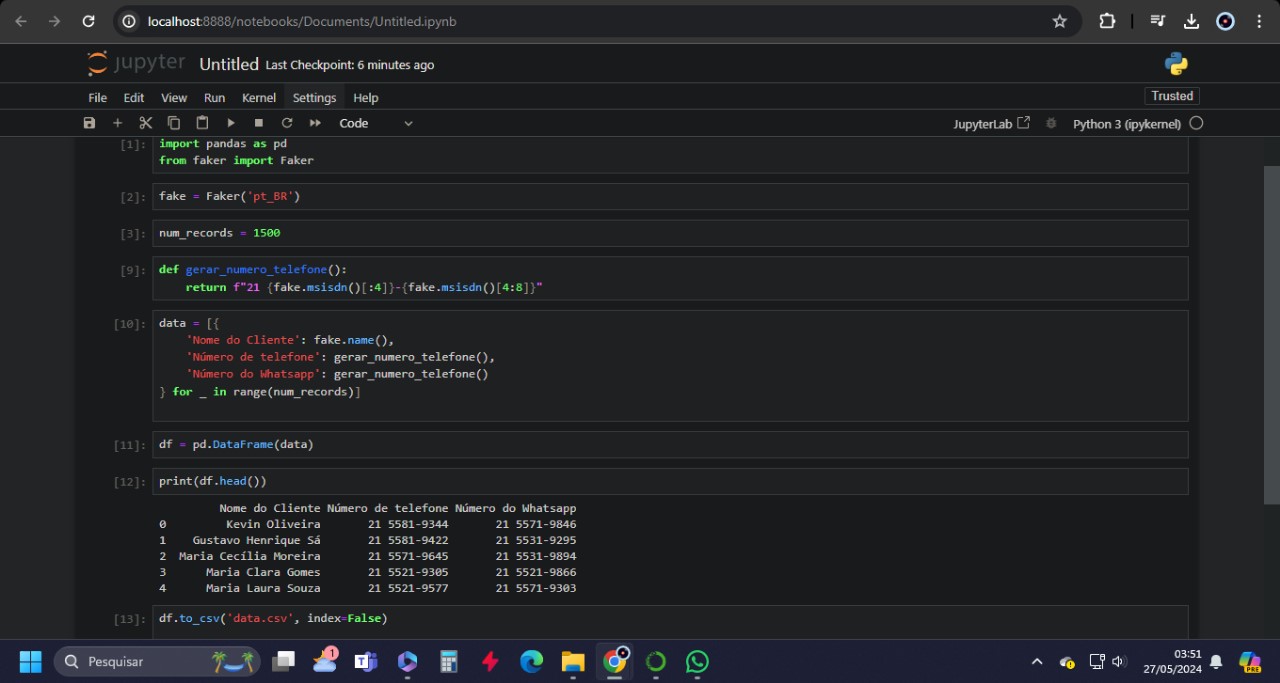 localhost:8888/notebooks/Documents/Untitled.ipynb
jupyter Untitled Last Checkpoint: 6 minutes ago
File Edit View Run Kernel Settings Help Trusted
Code JupyterLab Python 3 (ipykernel)
[1]: import pandas as pd
from faker import Faker
[2]: fake = Faker('pt_BR')
[3]: num_records = 1500
[9]: def gerar_numero_telefone():
return f"21 {fake.msisdn()[:4]}-{fake.msisdn()[4:8]}"
[10]: data = [{
'Nome do Cliente': fake.name(),
'Número de telefone': gerar_numero_telefone(),
'Número do Whatsapp': gerar_numero_telefone()
} for _ in range(num_records)]
[11]: df = pd.DataFrame(data)
[12]: print(df.head())
Nome do Cliente Número de telefone Número do Whatsapp
0 Kevin Oliveira 21 5581-9344 21 5571-9846
1 Gustavo Henrique Sá 21 5581-9422 21 5531-9295
2 Maria Cecília Moreira 21 5571-9645 21 5531-9894
3 Maria Clara Gomes 21 5521-9305 21 5521-9866
4 Maria Laura Souza 21 5521-9577 21 5571-9303
[13]: df.to_csv('data.csv', index=False)
Pesquisar 1 03:51
27/05/2024 PRE